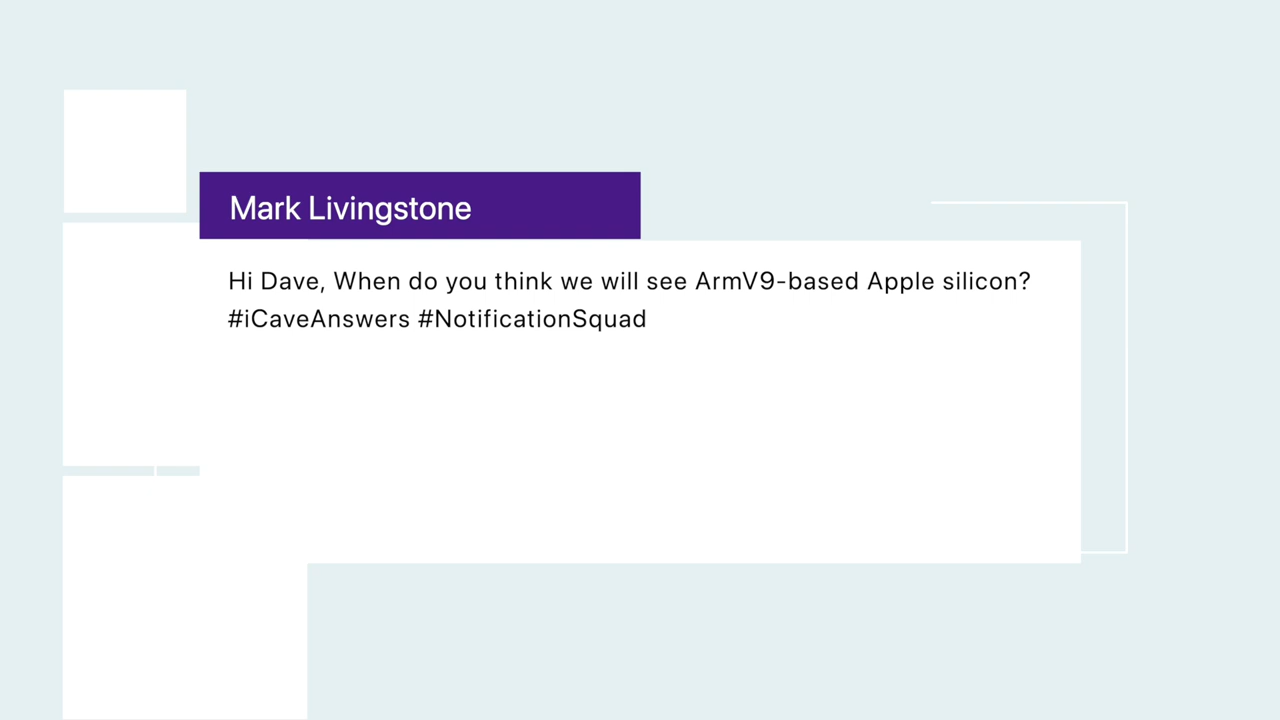 Mark Livingstone
Hi Dave, When do you think we will see ArmV9-based Apple silicon?
#iCaveAnswers #NotificationSquad